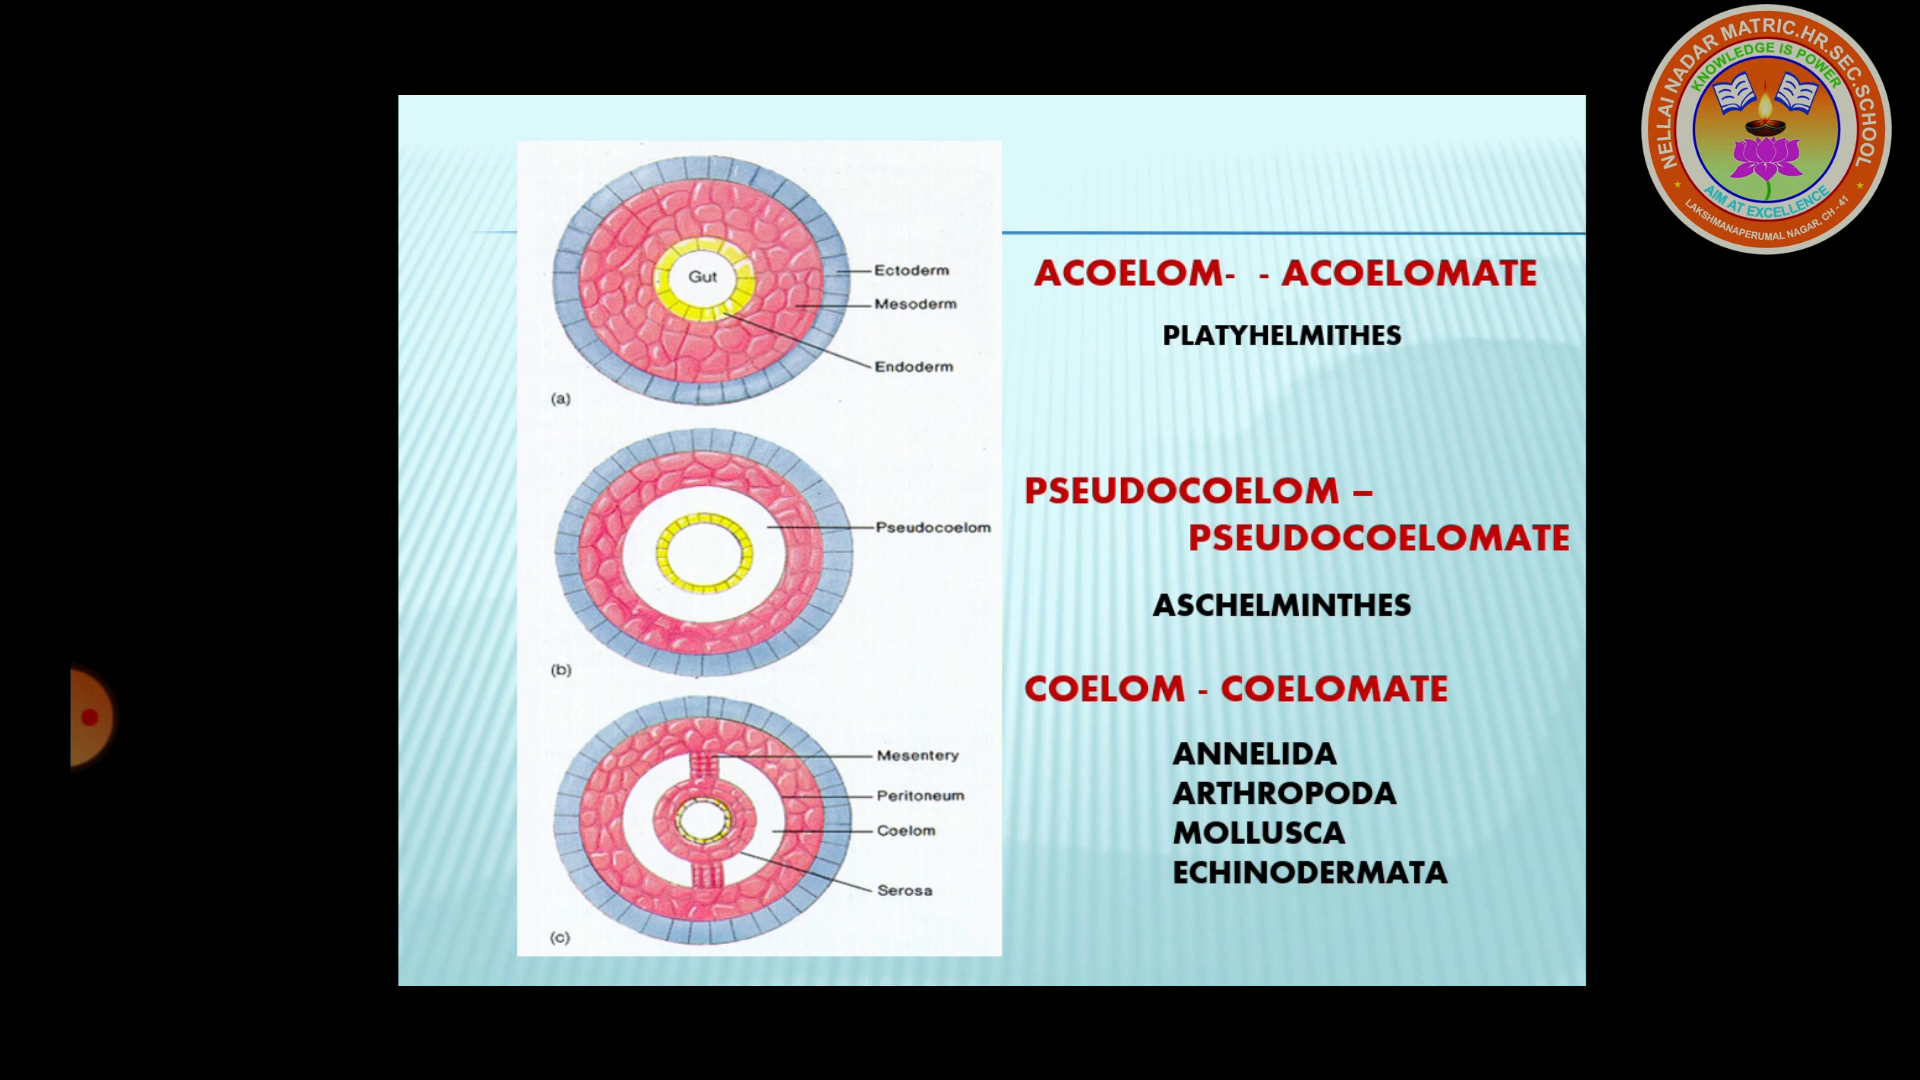 NELLAI NADAR MATRIC.HR.SEC.SCHOOL
KNOWLEDGE IS POWER
AIM AT EXCELLENCE
LAKSHMANAPERUMAL NAGAR, CH - 41
Gut
Ectoderm
Mesoderm
Endoderm
(a)
ACOELOM-  - ACOELOMATE
PLATYHELMITHES
Pseudocoelom
(b)
PSEUDOCOELOM –
PSEUDOCOELOMATE
ASCHELMINTHES
Mesentery
Peritoneum
Coelom
Serosa
(c)
COELOM - COELOMATE
ANNELIDA
ARTHROPODA
MOLLUSCA
ECHINODERMATA